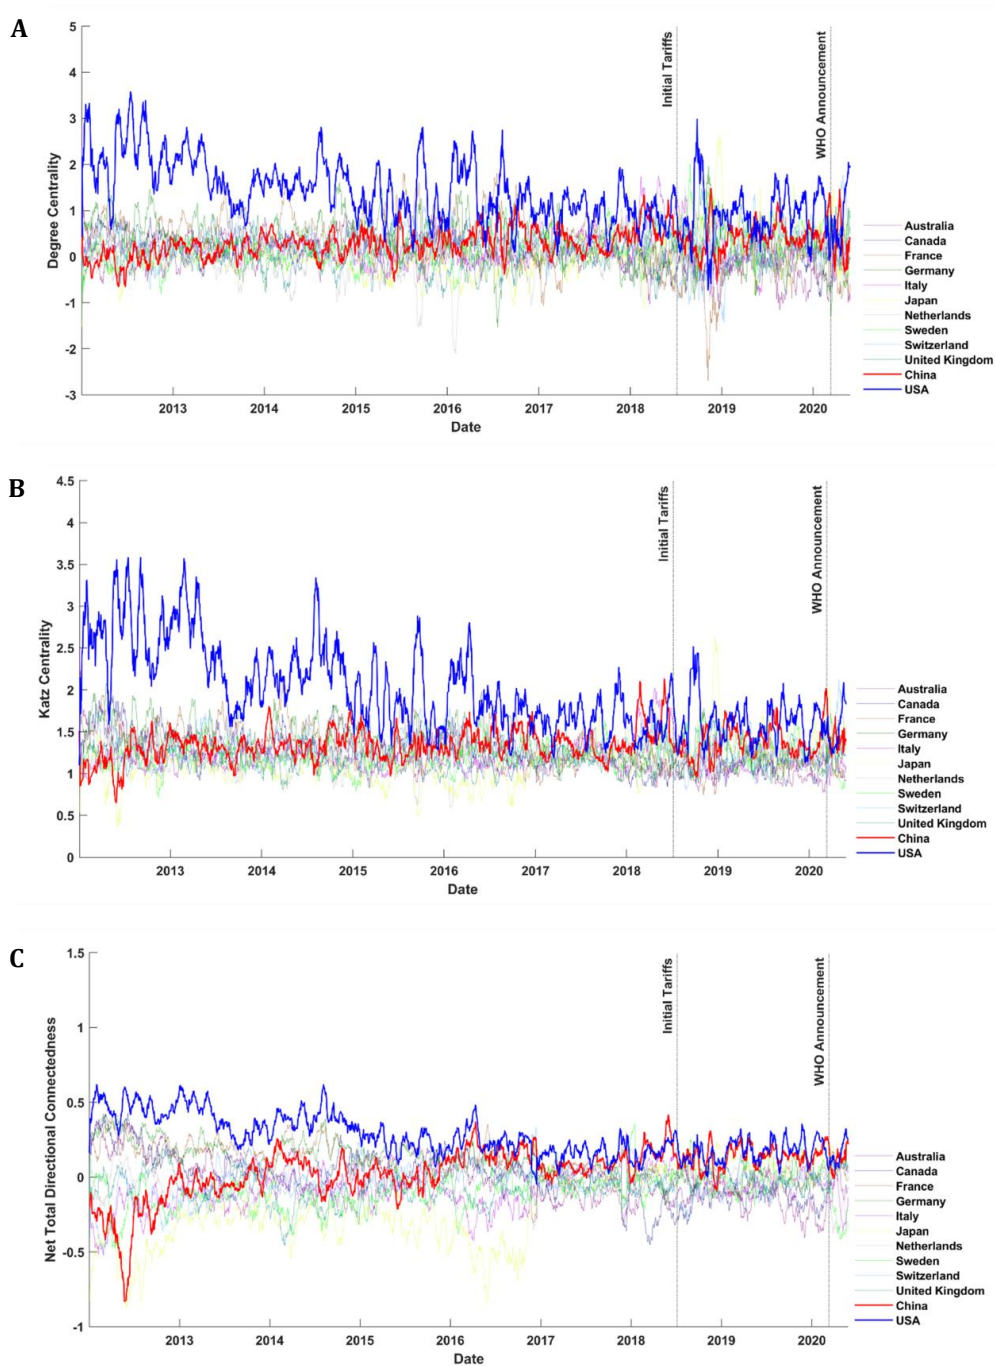 A
5
4
3
2
1
0
-1
-2
-3
Degree Centrality
2013 2014 2015 2016 2017 2018 2019 2020
Date
Initial Tariffs
WHO Announcement
Australia
Canada
France
Germany
Italy
Japan
Netherlands
Sweden
Switzerland
United Kingdom
China
USA
B
4.5
4
3.5
3
2.5
2
1.5
1
0.5
0
Katz Centrality
2013 2014 2015 2016 2017 2018 2019 2020
Date
Initial Tariffs
WHO Announcement
Australia
Canada
France
Germany
Italy
Japan
Netherlands
Sweden
Switzerland
United Kingdom
China
USA
C
1.5
1
0.5
0
-0.5
-1
Net Total Directional Connectedness
2013 2014 2015 2016 2017 2018 2019 2020
Date
Initial Tariffs
WHO Announcement
Australia
Canada
France
Germany
Italy
Japan
Netherlands
Sweden
Switzerland
United Kingdom
China
USA